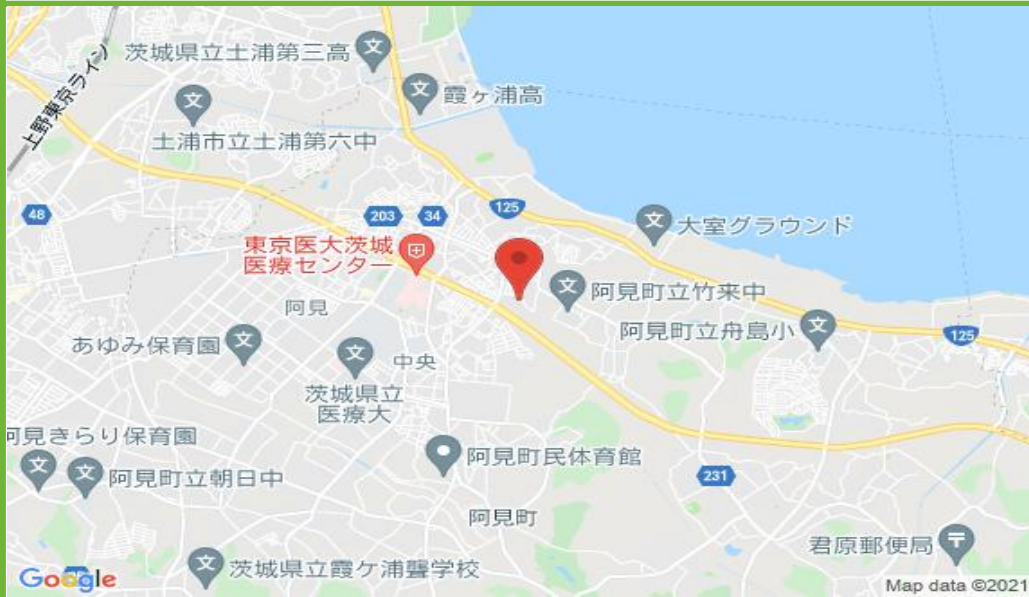 茨城県立土浦第三高
上野東京ライン
霞ヶ浦高
土浦市立土浦第六中
48
203
34
125
大室グラウンド
東京医大茨城
医療センター
阿見
阿見町立竹来中
阿見町立舟島小
125
あゆみ保育園
中央
茨城県立
医療大
阿見きらり保育園
阿見町立朝日中
阿見町民体育館
231
阿見町
君原郵便局
茨城県立霞ケ浦聾学校
Google
Map data ©2021